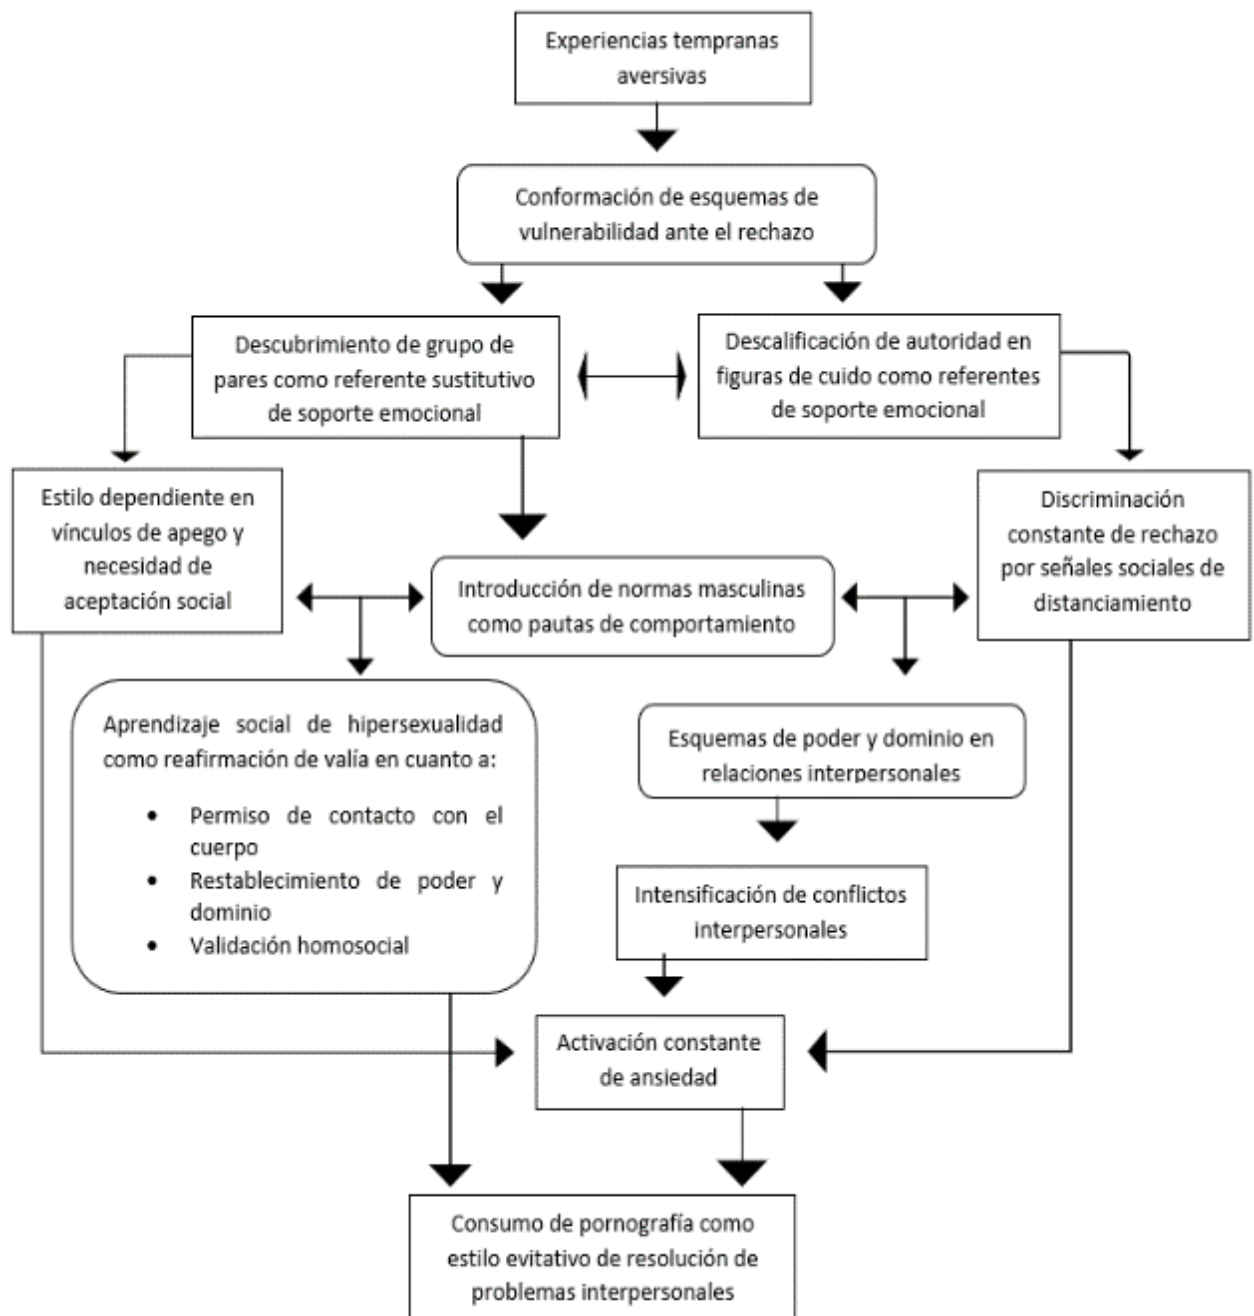 Experiencias tempranas
aversivas
Conformación de esquemas de
vulnerabilidad ante el rechazo
Descubrimiento de grupo de
pares como referente sustitutivo
de soporte emocional
Descalificación de autoridad en
figuras de cuido como referentes
de soporte emocional
Estilo dependiente en
vínculos de apego y
necesidad de
aceptación social
Introducción de normas masculinas
como pautas de comportamiento
Discriminación
constante de rechazo
por señales sociales de
distanciamiento
Aprendizaje social de hipersexualidad
como reafirmación de valía en cuanto a:
• Permiso de contacto con el
cuerpo
• Restablecimiento de poder y
dominio
• Validación homosocial
Esquemas de poder y dominio en
relaciones interpersonales
Intensificación de conflictos
interpersonales
Activación constante
de ansiedad
Consumo de pornografía como
estilo evitativo de resolución de
problemas interpersonales